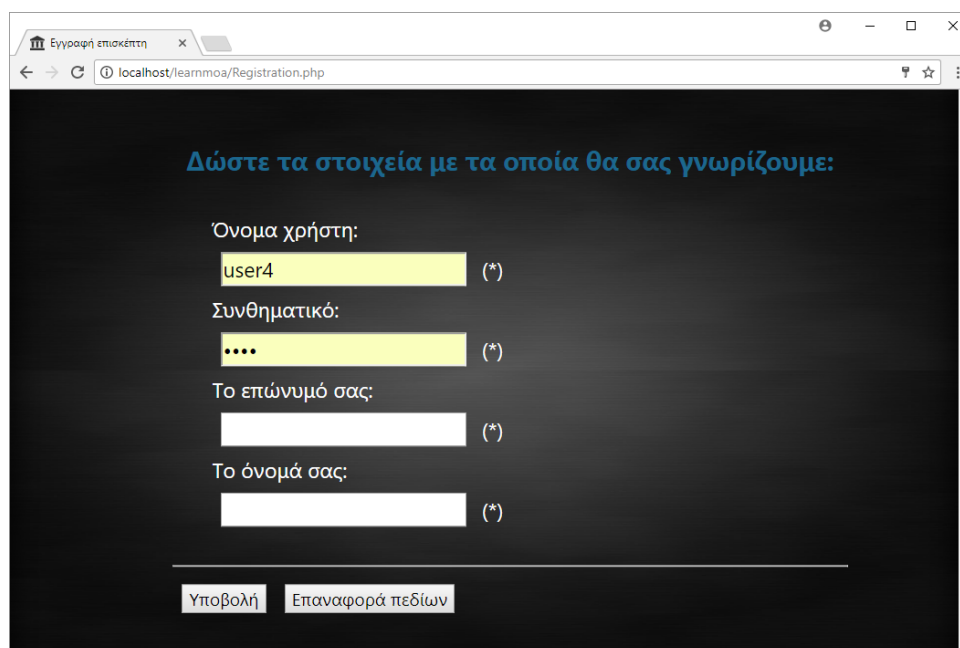 Εγγραφή επισκέπτη
localhost/learnmoa/Registration.php
Δώστε τα στοιχεία με τα οποία θα σας γνωρίζουμε:
Όνομα χρήστη:
user4 (*)
Συνθηματικό:
•••• (*)
Το επώνυμό σας:
(*)
Το όνομά σας:
(*)
Υποβολή Επαναφορά πεδίων